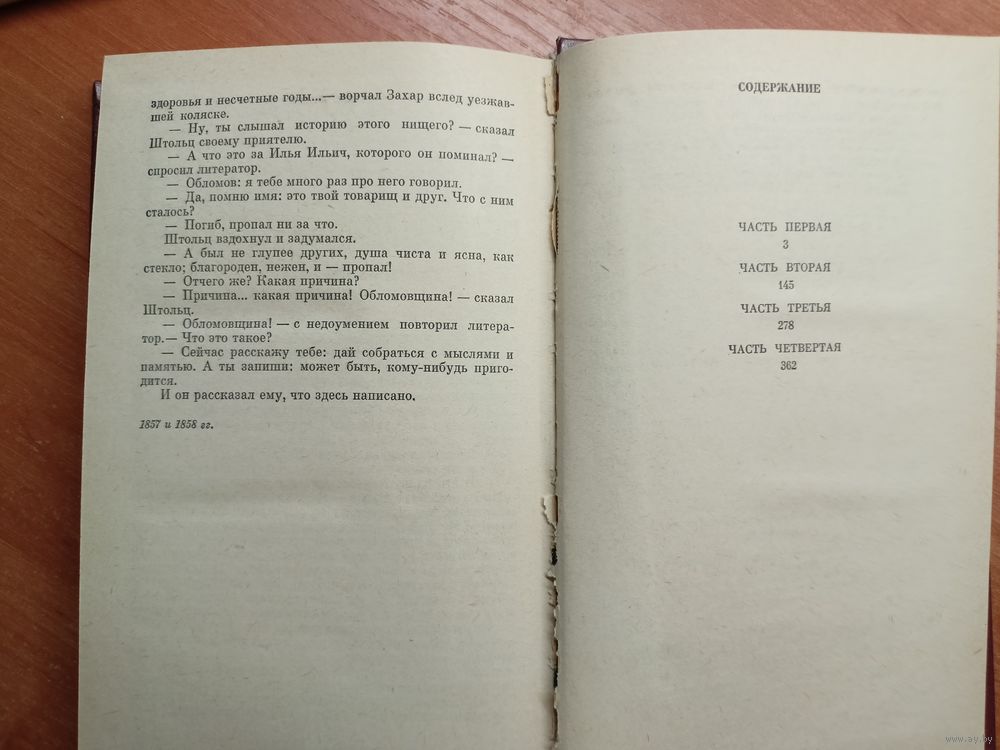 здоровья и несчетные годы...— ворчал Захар вслед уезжав-
шей коляске.
— Ну, ты слышал историю этого нищего? — сказал
Штольц своему приятелю.
— А что это за Илья Ильич, которого он поминал? —
спросил литератор.
— Обломов: я тебе много раз про него говорил.
— Да, помню имя: это твой товарищ и друг. Что с ним
сталось?
— Погиб, пропал ни за что.
Штольц вздохнул и задумался.
— А был не глупее других, душа чиста и ясна, как
стекло; благороден, нежен, и — пропал!
— Отчего же? Какая причина?
— Причина... какая причина! Обломовщина! — сказал
Штольц.
— Обломовщина! — с недоумением повторил литера-
тор.— Что это такое?
— Сейчас расскажу тебе: дай собраться с мыслями и
памятью. А ты запиши: может быть, кому-нибудь приго-
дится.
И он рассказал ему, что здесь написано.
1857 и 1858 гг.
СОДЕРЖАНИЕ
ЧАСТЬ ПЕРВАЯ
3
ЧАСТЬ ВТОРАЯ
145
ЧАСТЬ ТРЕТЬЯ
278
ЧАСТЬ ЧЕТВЕРТАЯ
362
www.ay.by